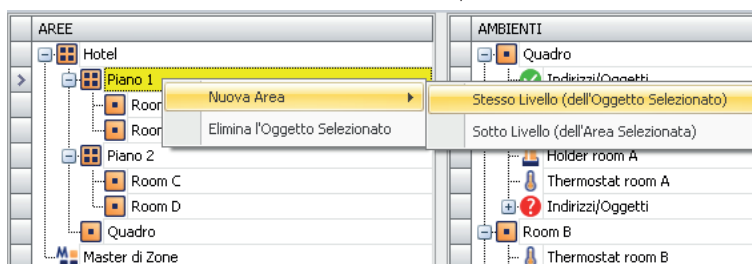 AREE
Hotel
Piano 1
Room
Room
Piano 2
Room C
Room D
Quadro
Master di Zone
Nuova Area
Elimina l'Oggetto Selezionato
Stesso Livello (dell'Oggetto Selezionato)
Sotto Livello (dell'Area Selezionata)
AMBIENTI
Quadro
Indirizzi/Oggetti
Holder room A
Thermostat room A
Indirizzi/Oggetti
Room B
Thermostat room B